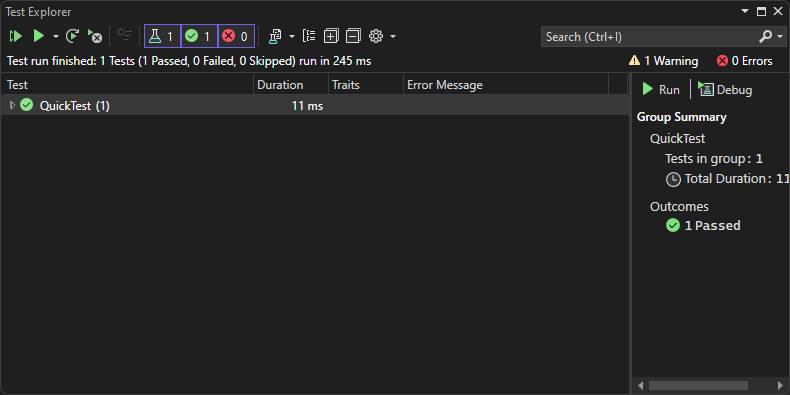 Test Explorer
1 1 0 Search (Ctrl+I)
Test run finished: 1 Tests (1 Passed, 0 Failed, 0 Skipped) run in 245 ms 1 Warning 0 Errors
Test Duration Traits Error Message
QuickTest (1) 11 ms
Run Debug
Group Summary
QuickTest
Tests in group: 1
Total Duration: 11
Outcomes
1 Passed